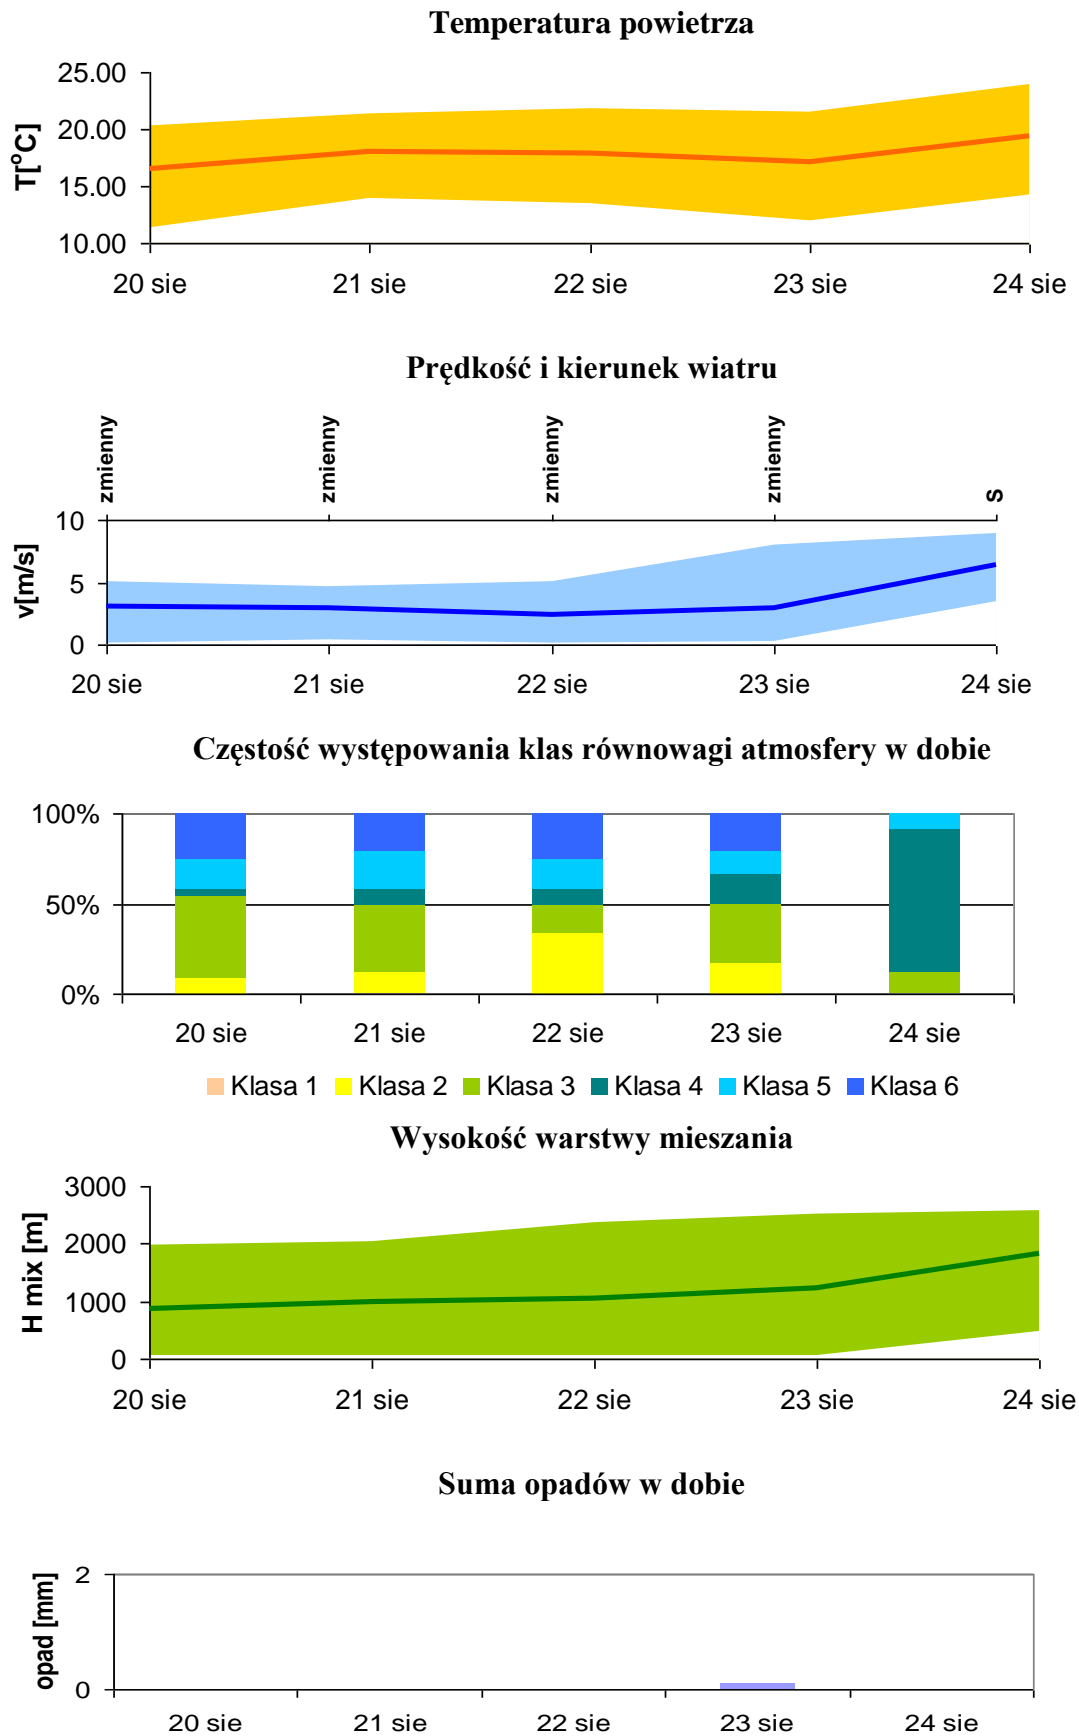 Temperatura powietrza
T[°C]
25.00
20.00
15.00
10.00
20 sie 21 sie 22 sie 23 sie 24 sie
Prędkość i kierunek wiatru
zmienny zmienny zmienny zmienny S
v[m/s]
10
5
0
20 sie 21 sie 22 sie 23 sie 24 sie
Częstość występowania klas równowagi atmosfery w dobie
100%
50%
0%
20 sie 21 sie 22 sie 23 sie 24 sie
Klasa 1 Klasa 2 Klasa 3 Klasa 4 Klasa 5 Klasa 6
Wysokość warstwy mieszania
H mix [m]
3000
2000
1000
0
20 sie 21 sie 22 sie 23 sie 24 sie
Suma opadów w dobie
opad [mm]
2
0
20 sie 21 sie 22 sie 23 sie 24 sie